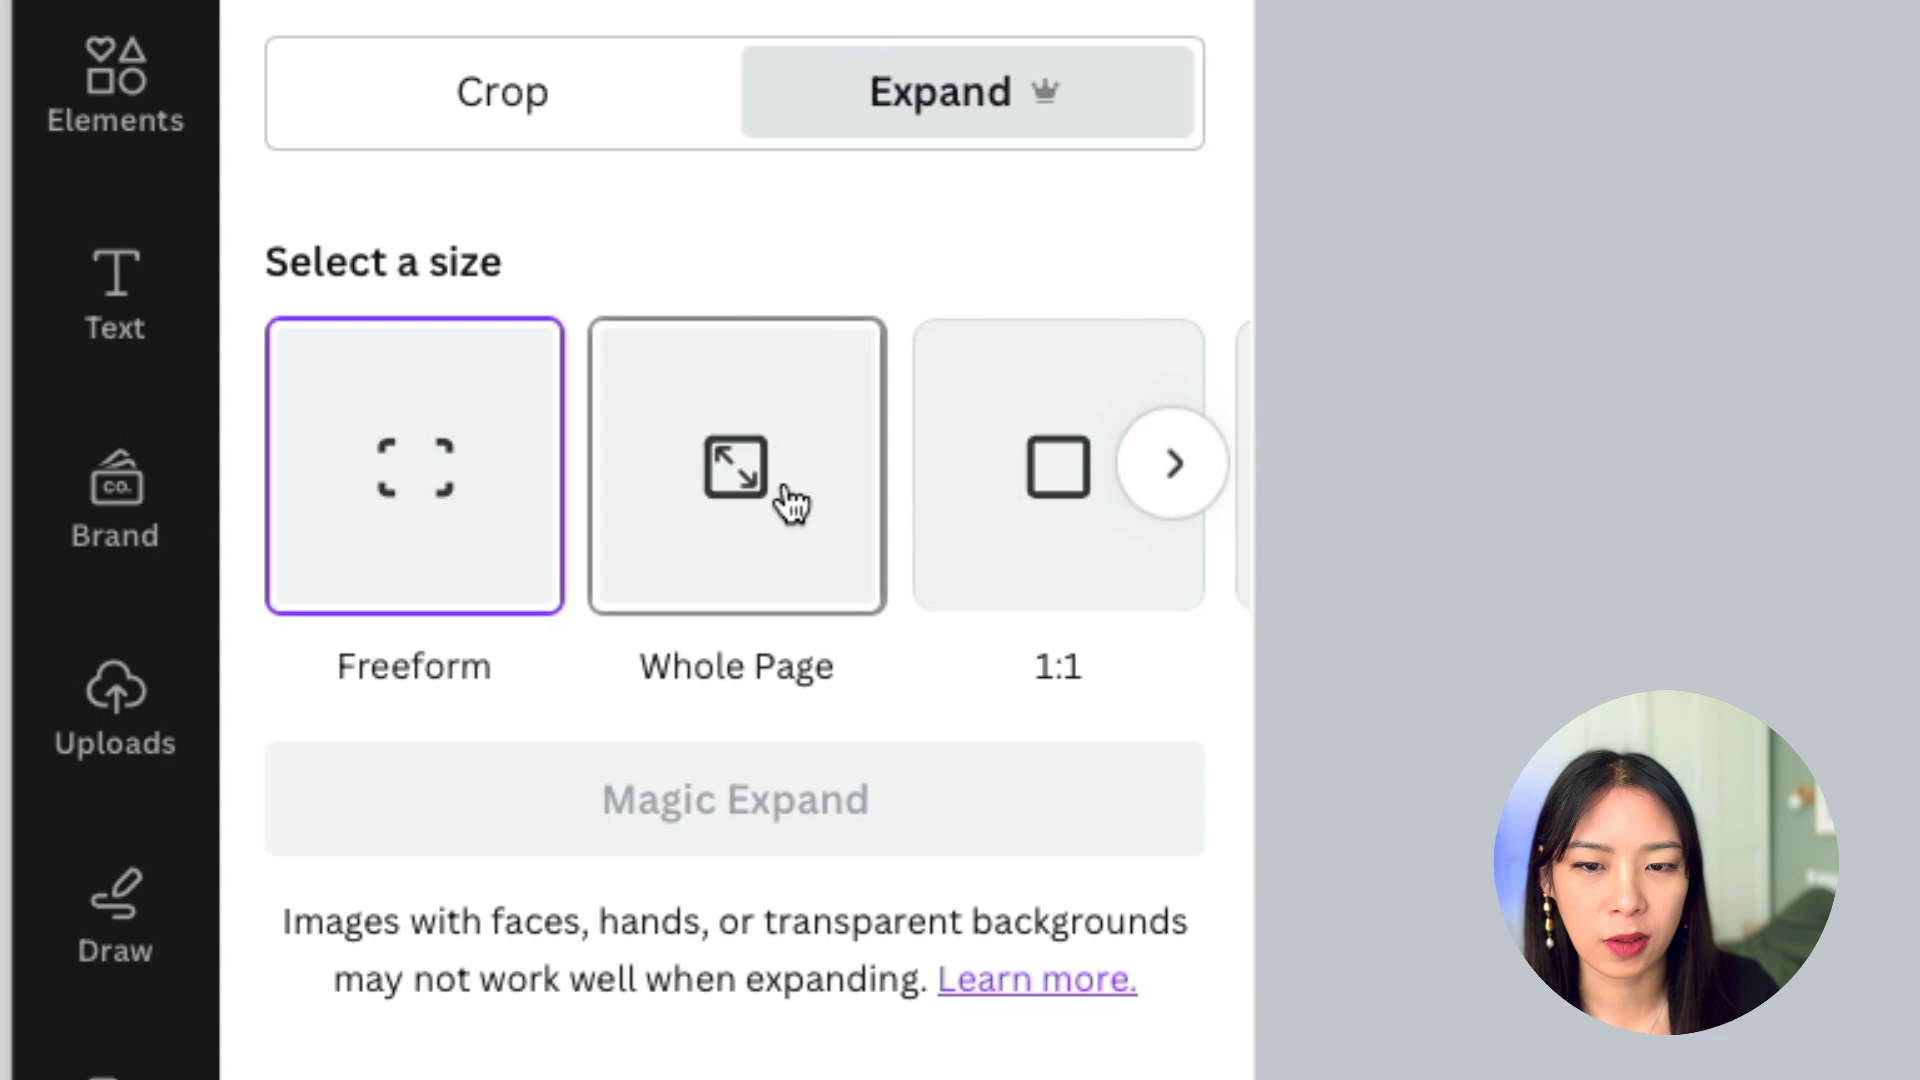 Elements
Text
CO.
Brand
Uploads
Draw
Crop
Expand
Select a size
Freeform
Whole Page
1:1
Magic Expand
Images with faces, hands, or transparent backgrounds
may not work well when expanding. Learn more.